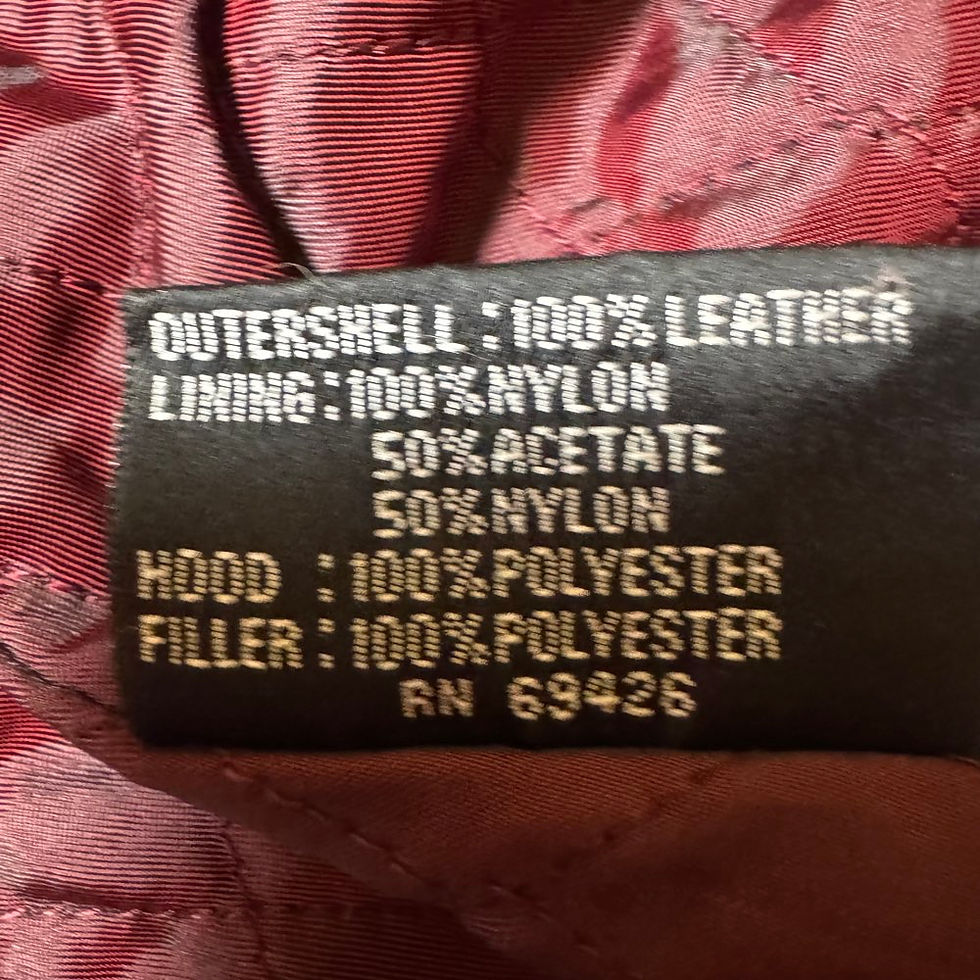 OUTERSHELL :100% LEATHER
LINING:100% NYLON
50% ACETATE
50% NYLON
HOOD :100% POLYESTER
FILLER:100% POLYESTER
RN 69426